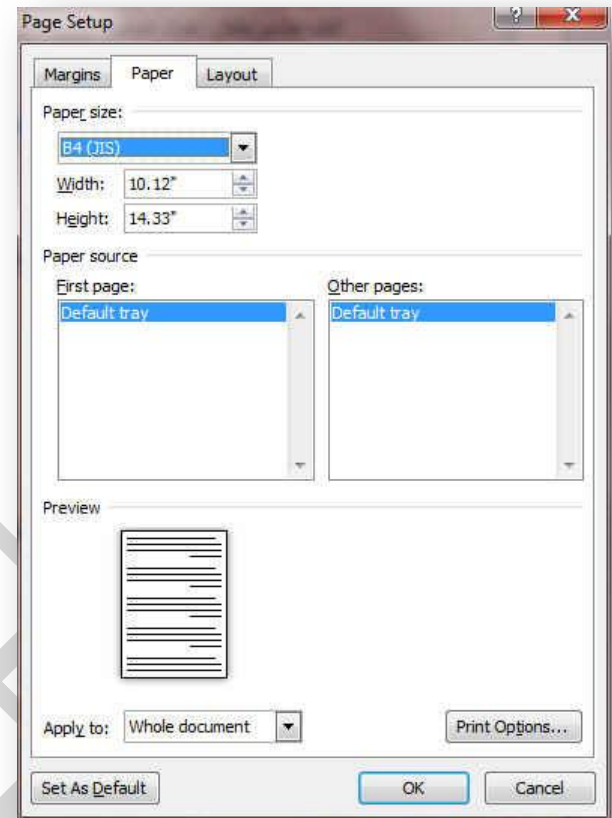 Page Setup
Margins Paper Layout
Paper size:
B4 (JIS)
Width: 10.12"
Height: 14.33"
Paper source
First page: Other pages:
Default tray Default tray
Preview
Apply to: Whole document Print Options...
Set As Default OK Cancel